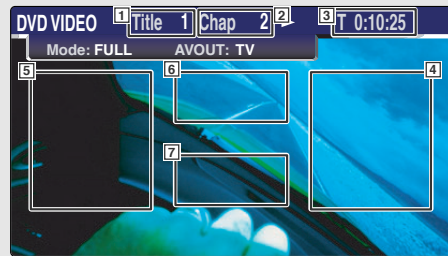 1 2 3
DVD VIDEO Title 1 Chap 2 T 0:10:25
Mode: FULL AVOUT: TV
5 6 4
7